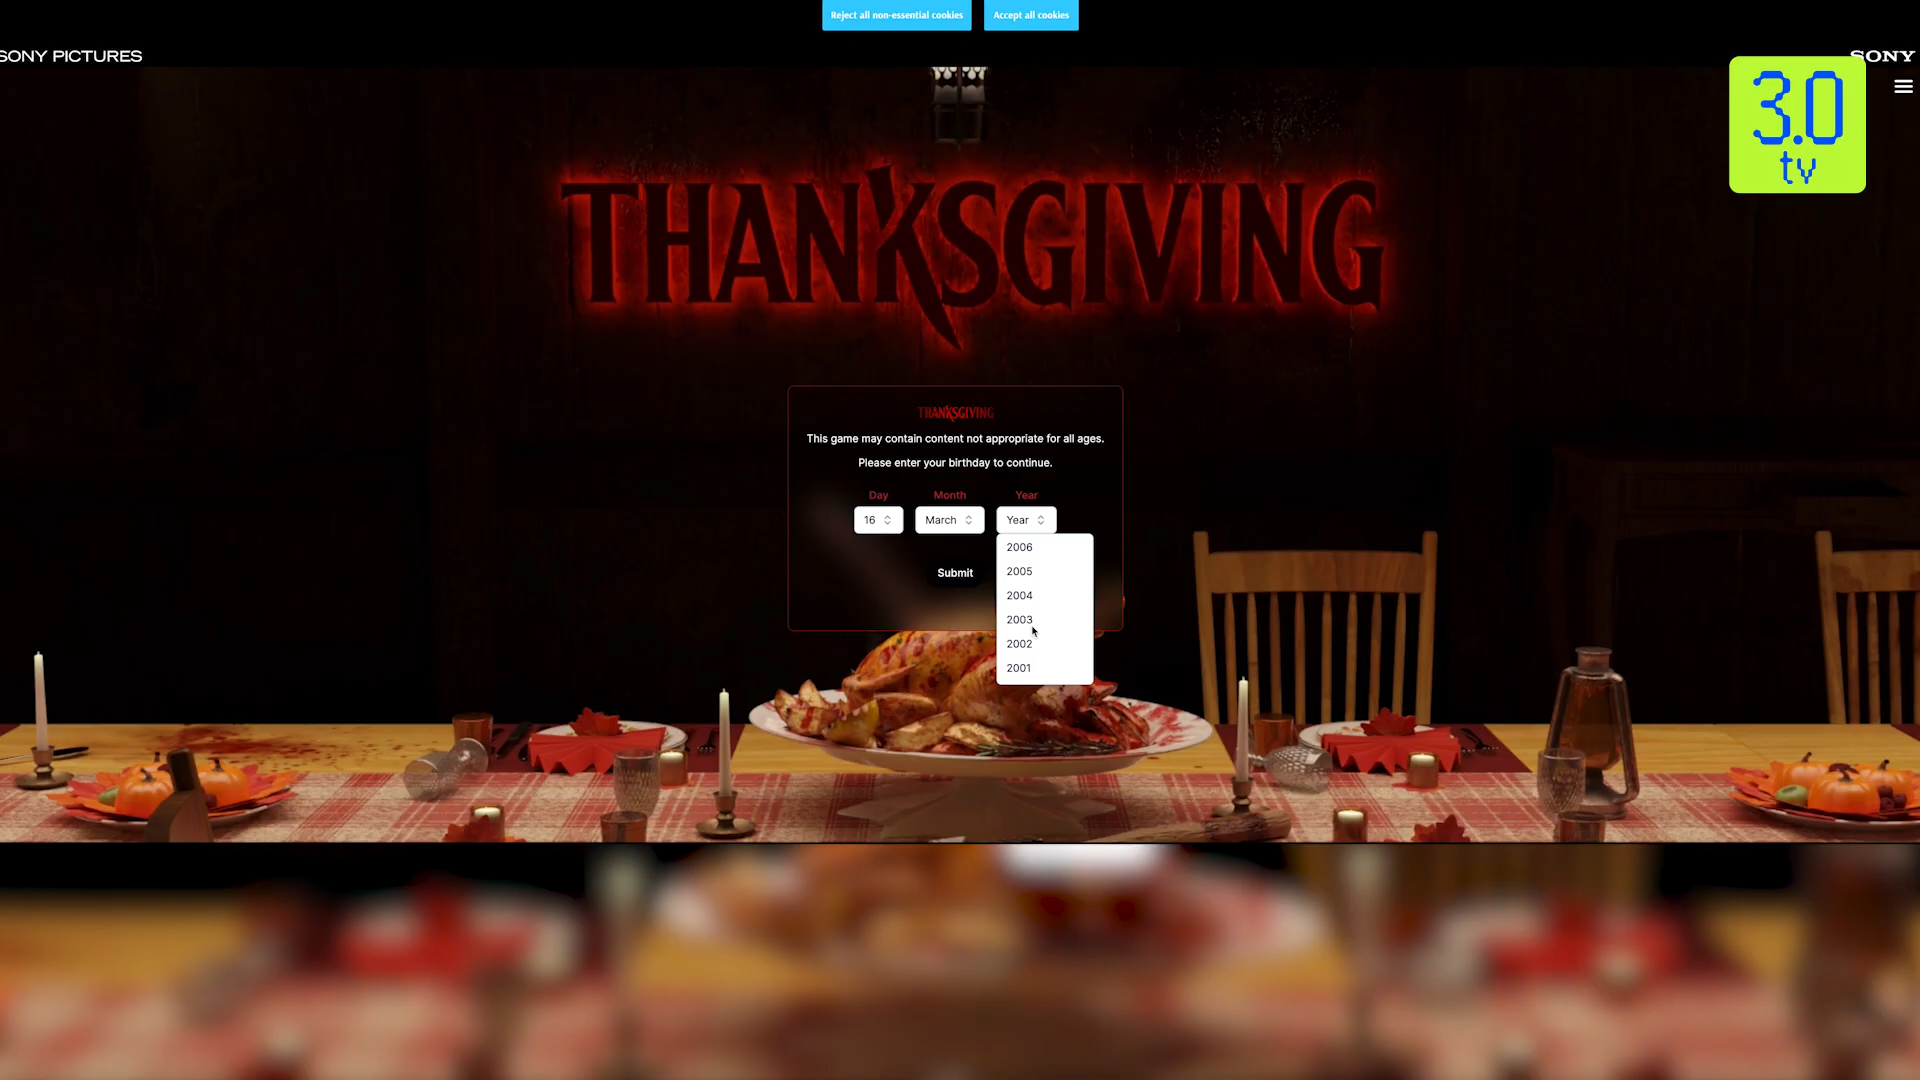 Reject all non-essential cookies
Accept all cookies
SONY PICTURES
SONY
3.0
tv
THANKSGIVING
THANKSGIVING
This game may contain content not appropriate for all ages.
Please enter your birthday to continue.
Day
Month
Year
16
March
Year
2006
2005
2004
2003
2002
2001
Submit